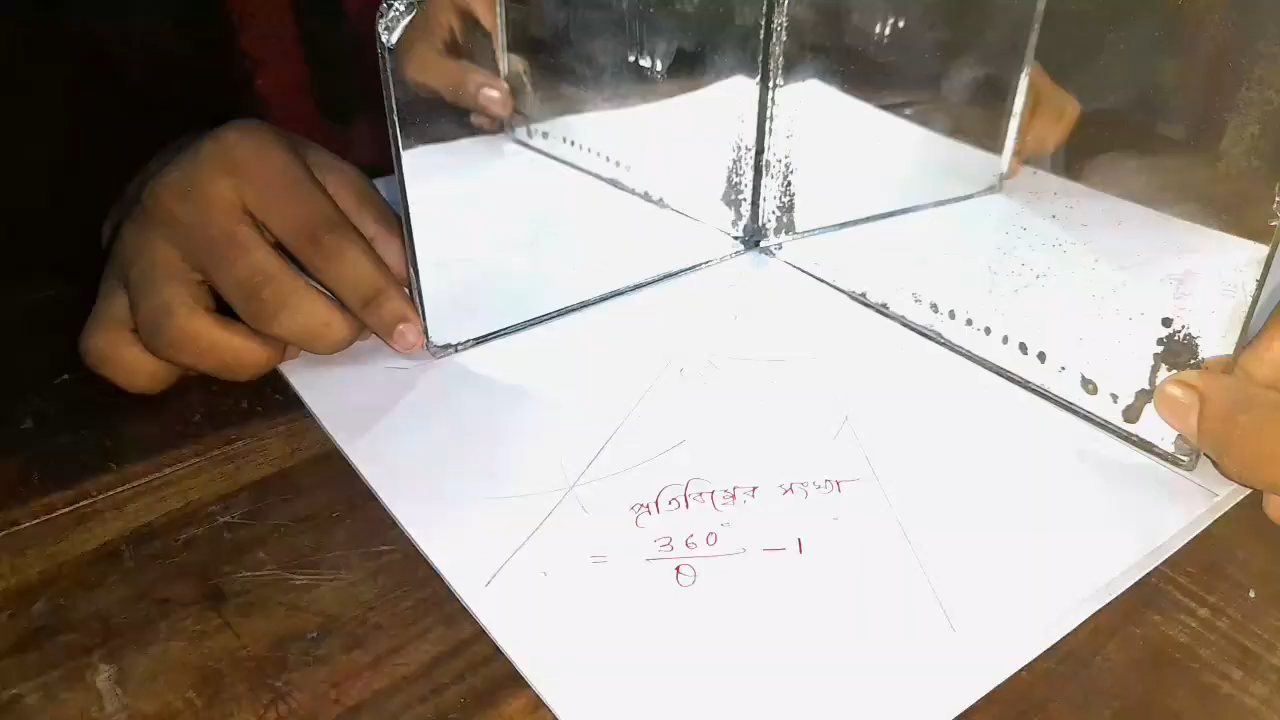 প্রতিবিম্বের সংখ্যা
= 360° / θ - 1